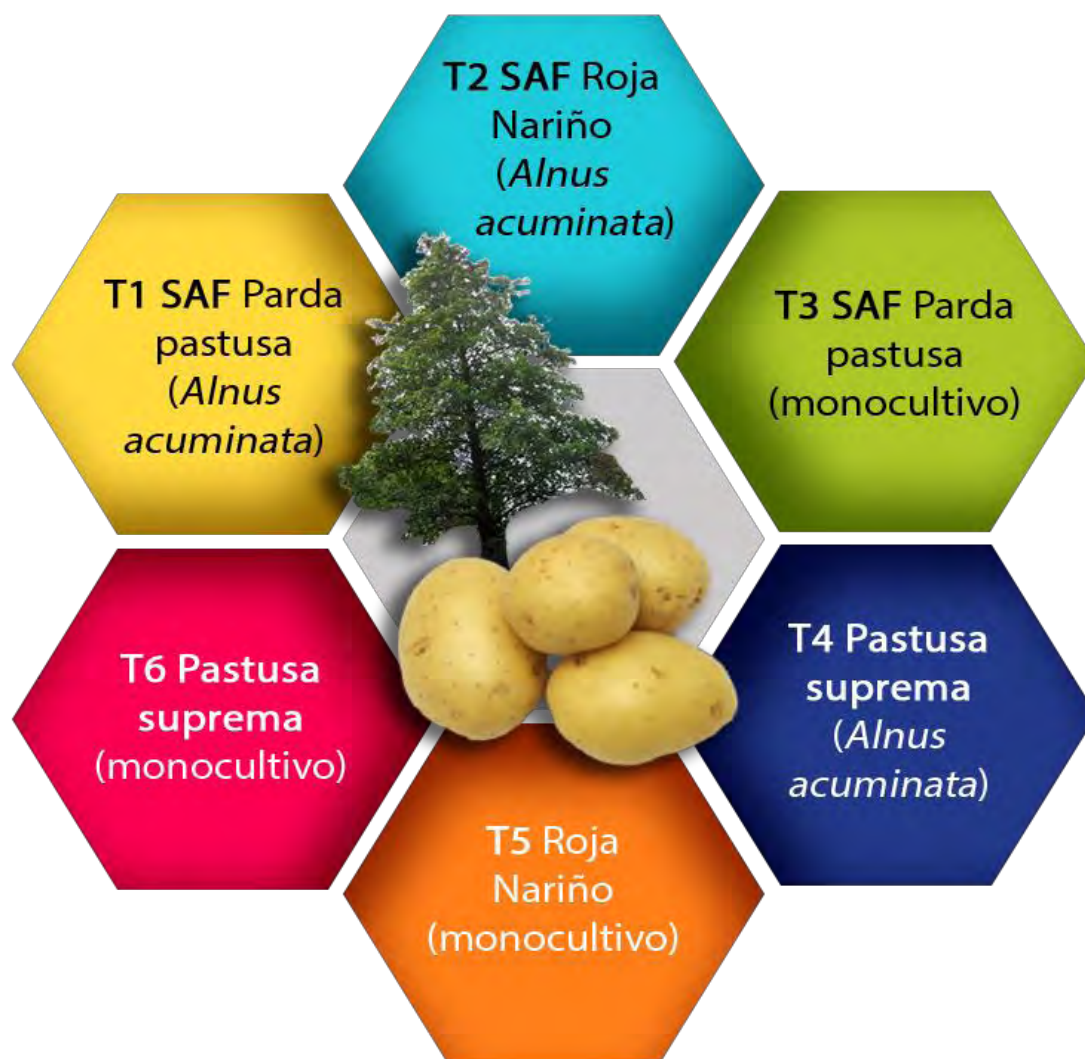 T1 SAF Parda
pastusa
(Alnus
acuminata)
T2 SAF Roja
Nariño
(Alnus
acuminata)
T3 SAF Parda
pastusa
(monocultivo)
T4 Pastusa
suprema
(Alnus
acuminata)
T5 Roja
Nariño
(monocultivo)
T6 Pastusa
suprema
(monocultivo)